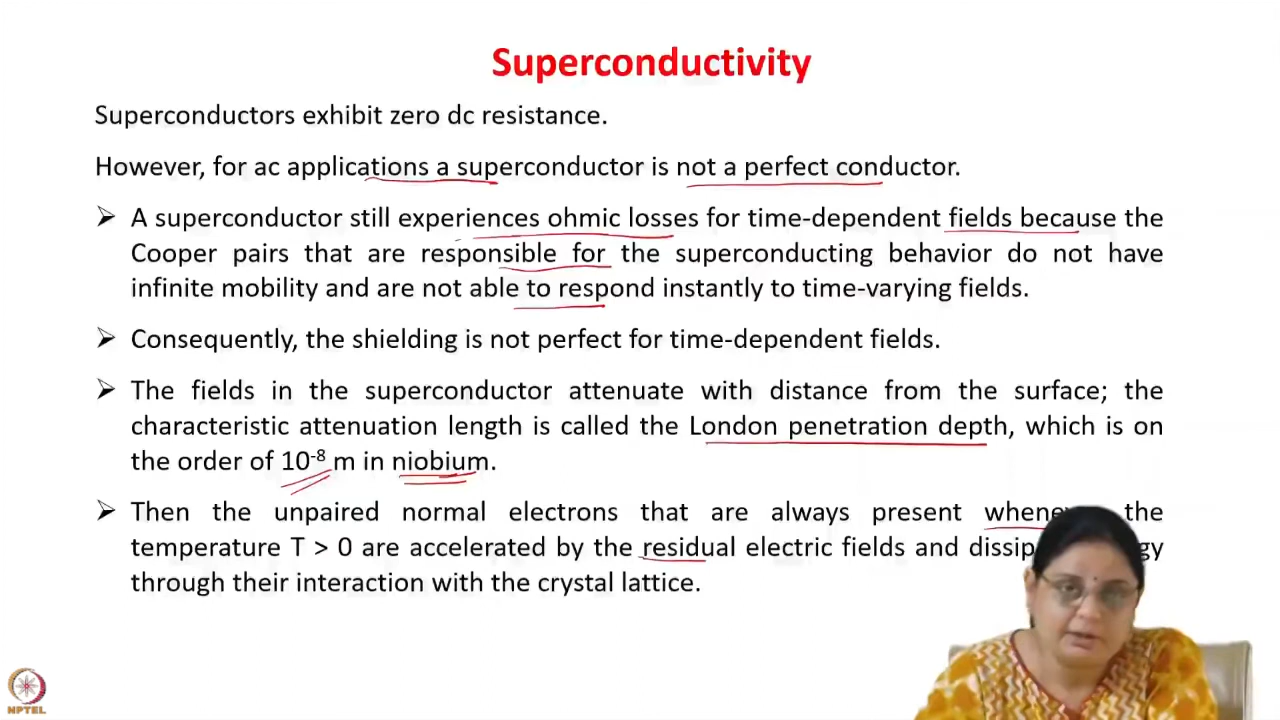 Superconductivity
Superconductors exhibit zero dc resistance.
However, for ac applications a superconductor is not a perfect conductor.
➢ A superconductor still experiences ohmic losses for time-dependent fields because the
Cooper pairs that are responsible for the superconducting behavior do not have
infinite mobility and are not able to respond instantly to time-varying fields.
➢ Consequently, the shielding is not perfect for time-dependent fields.
➢ The fields in the superconductor attenuate with distance from the surface; the
characteristic attenuation length is called the London penetration depth, which is on
the order of 10⁻⁸ m in niobium.
➢ Then the unpaired normal electrons that are always present the
temperature T > 0 are accelerated by the residual electric fields and
through their interaction with the crystal lattice.
NPTEL